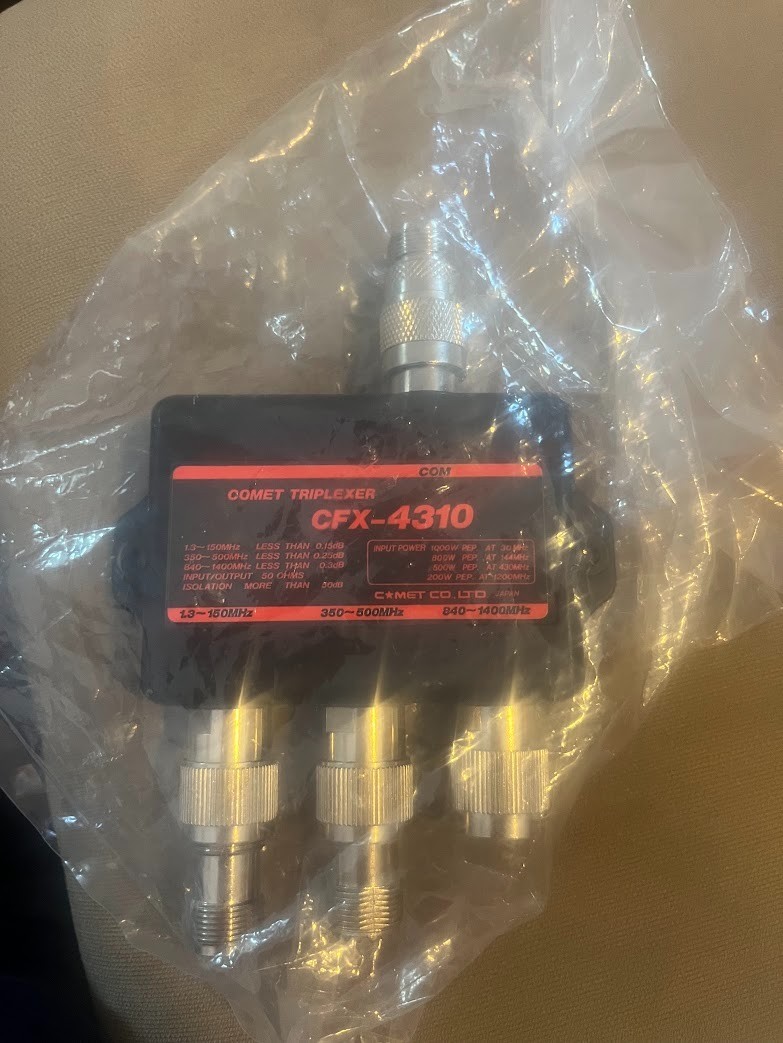 COM
COMET TRIPLEXER
CFX-4310
1.3~150MHz LESS THAN 0.15dB
350~500MHz LESS THAN 0.25dB
840~1400MHz LESS THAN 0.3dB
INPUT/OUTPUT 50 OHMS
ISOLATION MORE THAN 50dB
INPUT POWER 1000W PEP. AT 30MHz
800W PEP. AT 144MHz
500W PEP. AT 430MHz
200W PEP. AT 1200MHz
C★MET CO., LTD. JAPAN
1.3~150MHz 350~500MHz 840~1400MHz